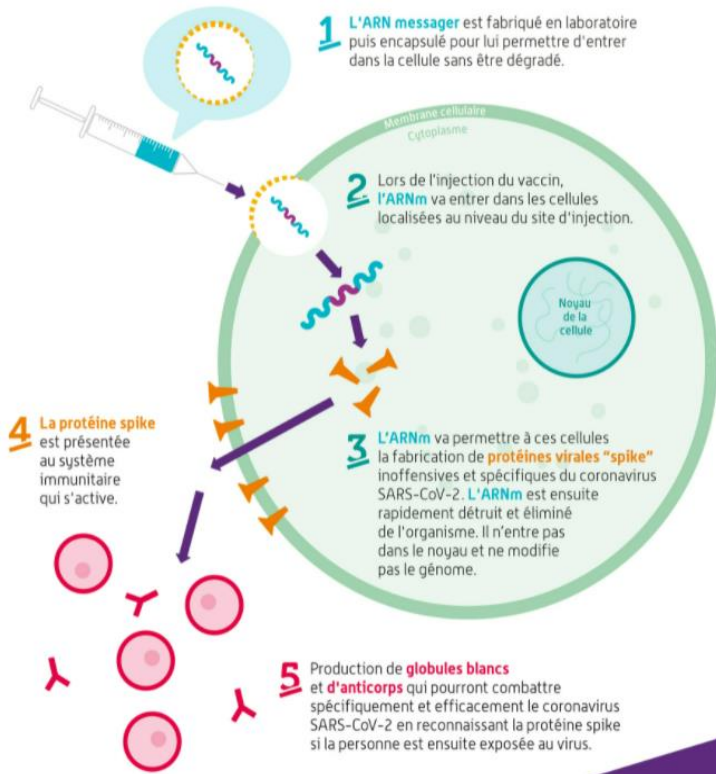 1 L'ARN messager est fabriqué en laboratoire
puis encapsulé pour lui permettre d'entrer
dans la cellule sans être dégradé.
Membrane cellulaire
Cytoplasme
2 Lors de l'injection du vaccin,
l'ARNm va entrer dans les cellules
localisées au niveau du site d'injection.
Noyau
de la
cellule
3 L'ARNm va permettre à ces cellules
la fabrication de protéines virales "spike"
inoffensives et spécifiques du coronavirus
SARS-CoV-2. L'ARNm est ensuite
rapidement détruit et éliminé
de l'organisme. Il n'entre pas
dans le noyau et ne modifie
pas le génome.
4 La protéine spike
est présentée
au système
immunitaire
qui s'active.
5 Production de globules blancs
et d'anticorps qui pourront combattre
spécifiquement et efficacement le coronavirus
SARS-CoV-2 en reconnaissant la protéine spike
si la personne est ensuite exposée au virus.